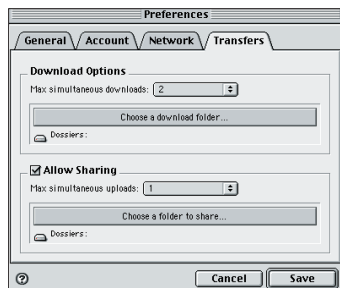 Preferences
General Account Network Transfers
Download Options
Max simultaneous downloads: 2
Choose a download folder...
Dossiers:
Allow Sharing
Max simultaneous uploads: 1
Choose a folder to share...
Dossiers:
? Cancel Save